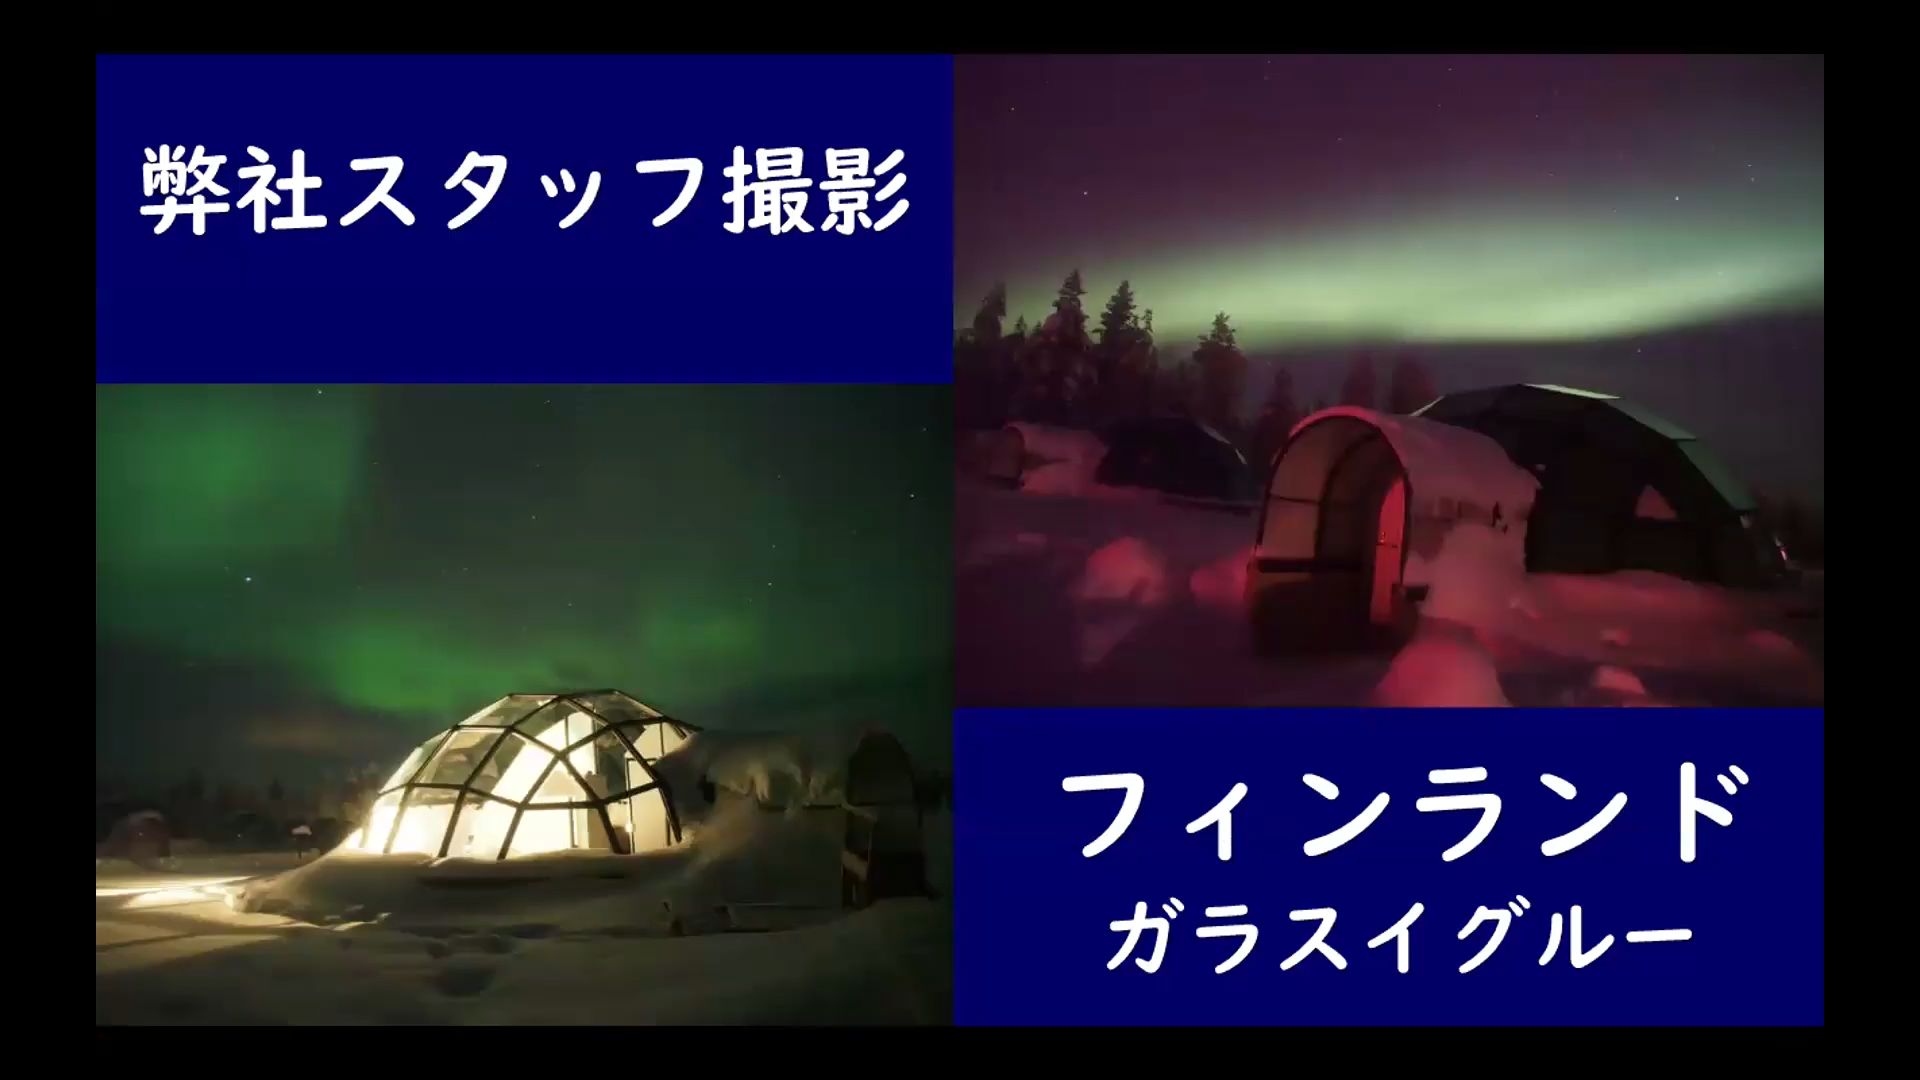 弊社スタッフ撮影
フィンランド
ガラスイグルー